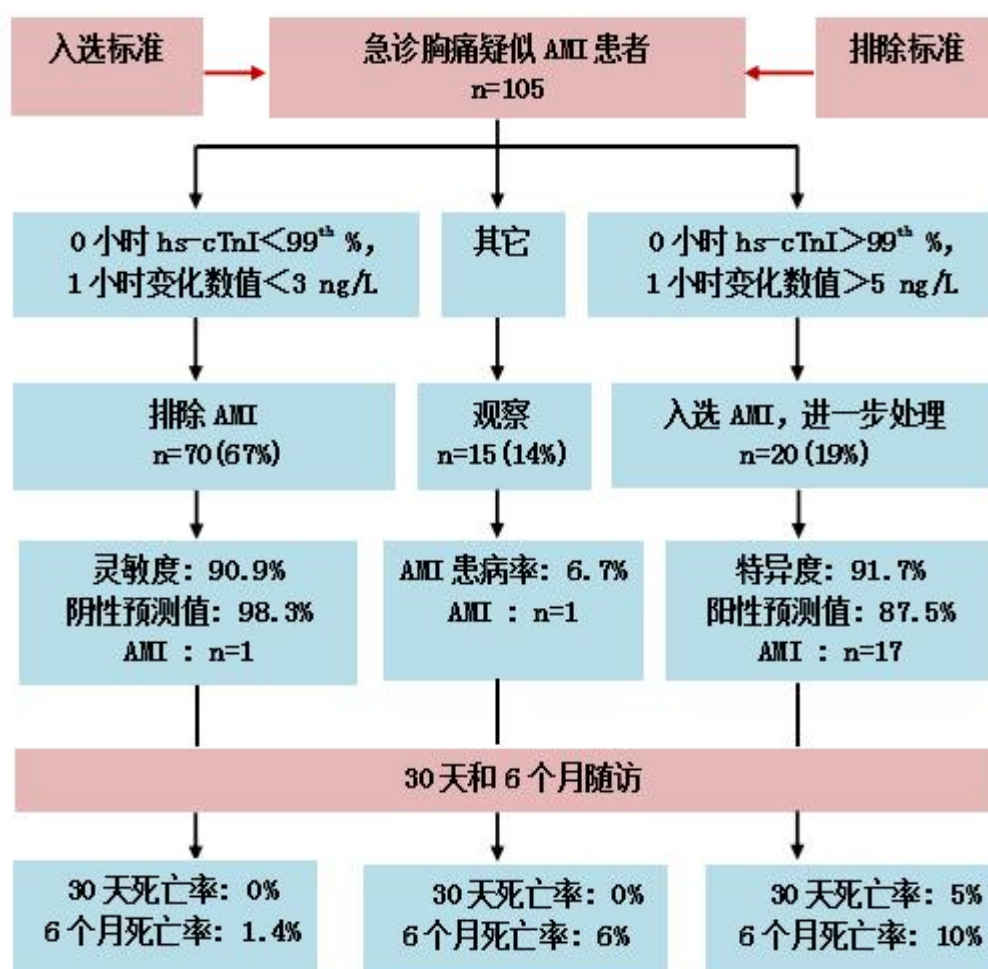 入选标准
急诊胸痛疑似 AMI 患者
n=105
排除标准
0 小时 hs-cTnI<99th %,
1 小时变化数值<3 ng/L
其它
0 小时 hs-cTnI>99th %,
1 小时变化数值>5 ng/L
排除 AMI
n=70(67%)
观察
n=15(14%)
入选 AMI，进一步处理
n=20(19%)
灵敏度：90.9%
阴性预测值：98.3%
AMI : n=1
AMI 患病率：6.7%
AMI : n=1
特异度：91.7%
阳性预测值：87.5%
AMI : n=17
30 天和 6 个月随访
30 天死亡率：0%
6 个月死亡率：1.4%
30 天死亡率：0%
6 个月死亡率：6%
30 天死亡率：5%
6 个月死亡率：10%